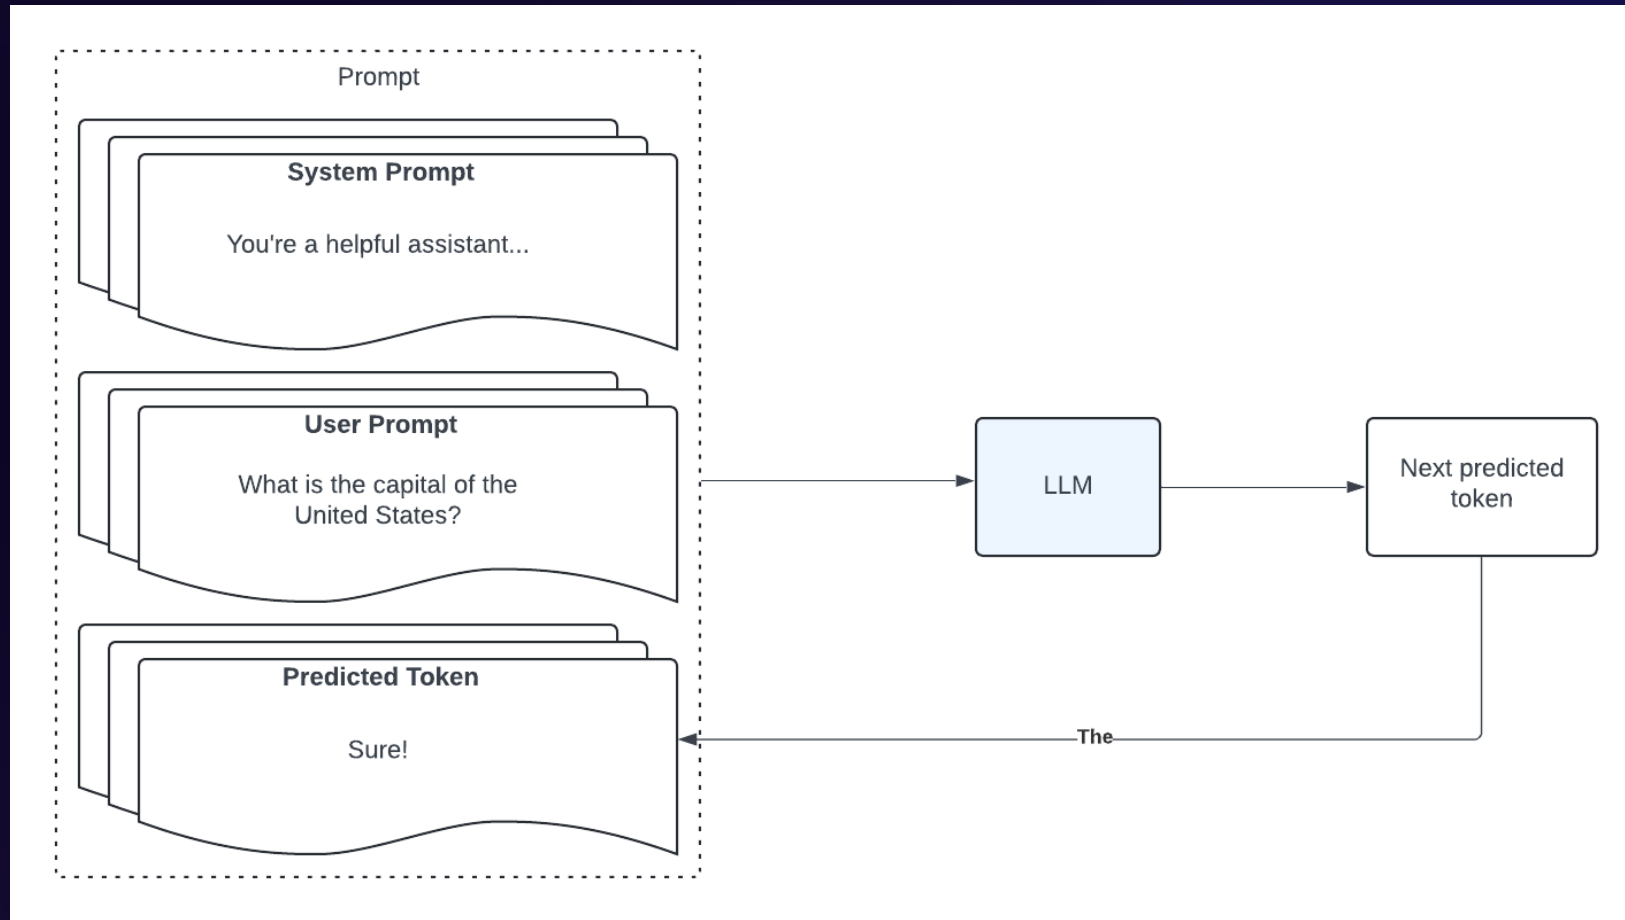 Prompt
System Prompt
You're a helpful assistant...
User Prompt
What is the capital of the
United States?
LLM
Next predicted
token
Predicted Token
Sure!
The